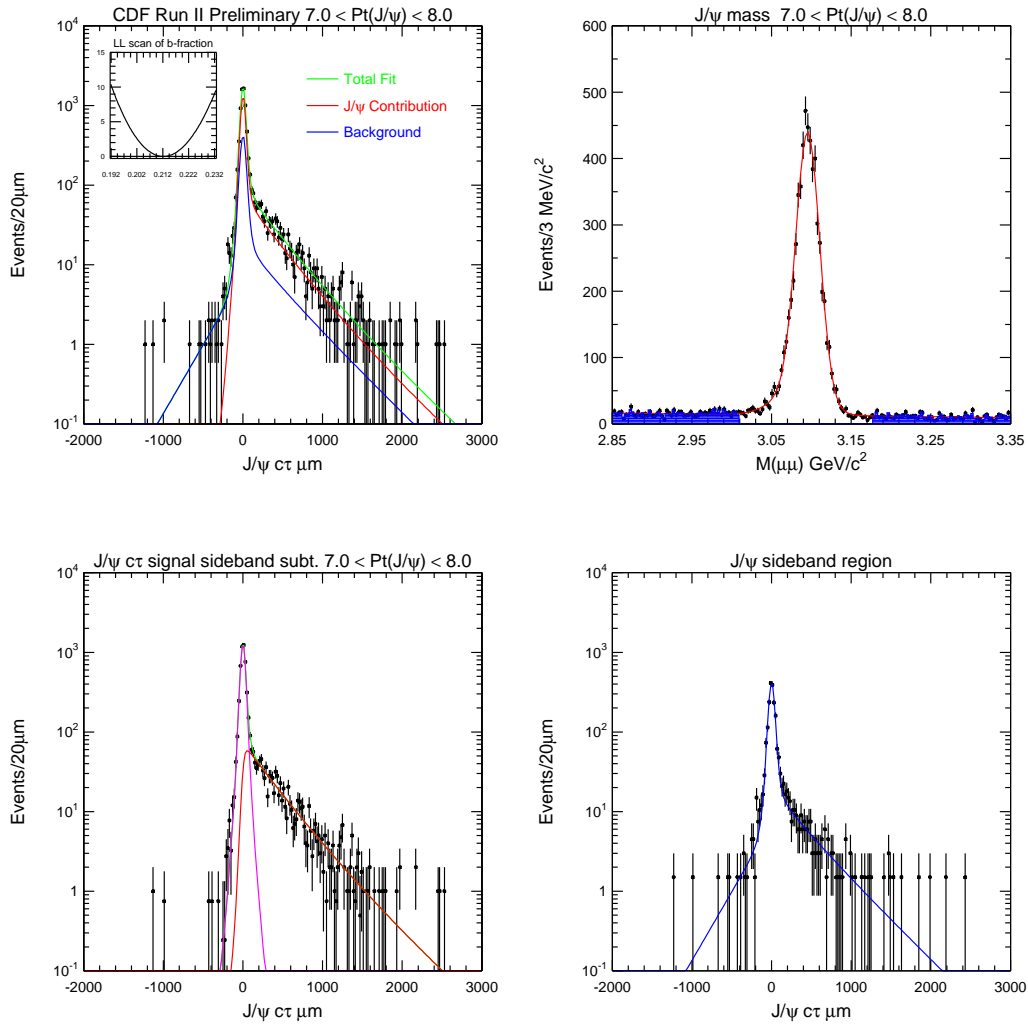 CDF Run II Preliminary 7.0 < Pt(J/ψ) < 8.0
LL scan of b-fraction
15
10
5
0
0.192 0.202 0.212 0.222 0.232
Total Fit
J/ψ Contribution
Background
Events/20μm
10⁴
10³
10²
10
1
10⁻¹
-2000 -1000 0 1000 2000 3000
J/ψ cτ μm
J/ψ mass 7.0 < Pt(J/ψ) < 8.0
Events/3 MeV/c²
600
500
400
300
200
100
0
2.85 2.95 3.05 3.15 3.25 3.35
M(μμ) GeV/c²
J/ψ cτ signal sideband subt. 7.0 < Pt(J/ψ) < 8.0
Events/20μm
10⁴
10³
10²
10
1
10⁻¹
-2000 -1000 0 1000 2000 3000
J/ψ cτ μm
J/ψ sideband region
Events/20μm
10⁴
10³
10²
10
1
10⁻¹
-2000 -1000 0 1000 2000 3000
J/ψ cτ μm